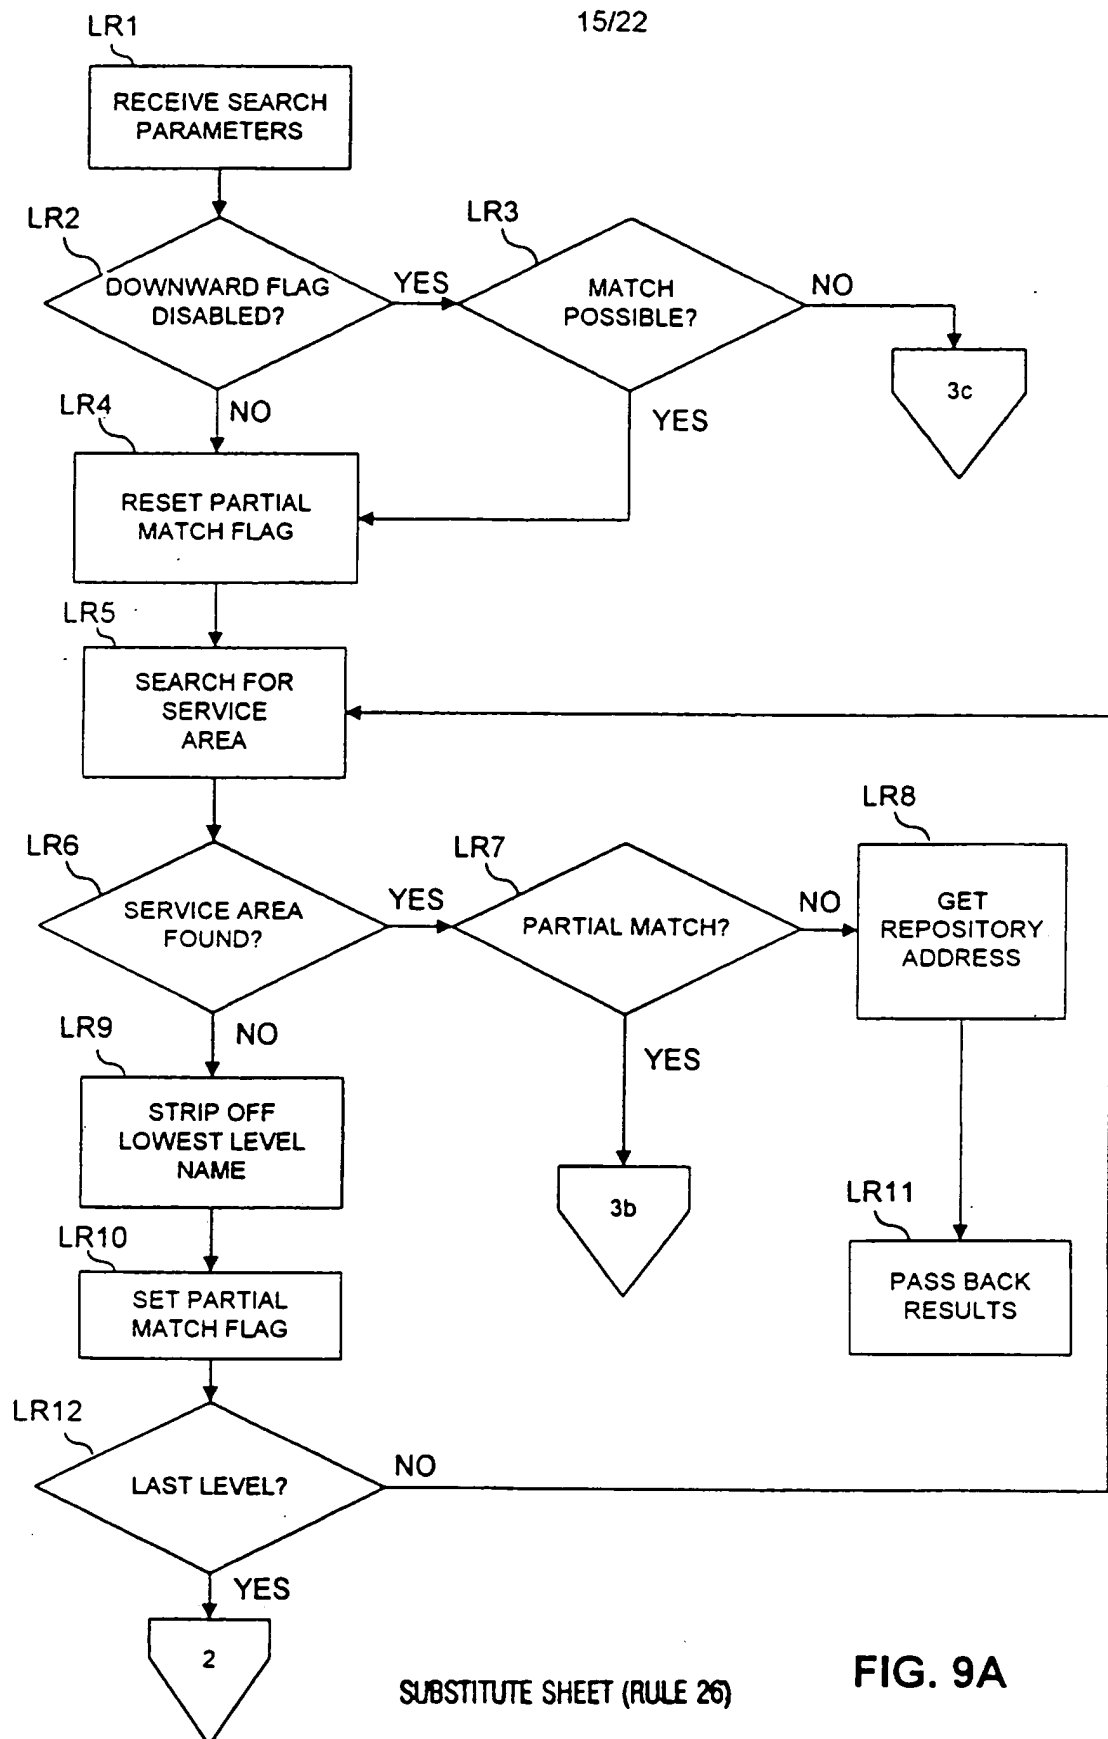 15/22
LR1
RECEIVE SEARCH
PARAMETERS
LR2
DOWNWARD FLAG
DISABLED?
YES
LR3
MATCH
POSSIBLE?
NO
3c
YES
NO
LR4
RESET PARTIAL
MATCH FLAG
LR5
SEARCH FOR
SERVICE
AREA
LR6
SERVICE AREA
FOUND?
YES
LR7
PARTIAL MATCH?
NO
LR8
GET
REPOSITORY
ADDRESS
YES
3b
LR11
PASS BACK
RESULTS
NO
LR9
STRIP OFF
LOWEST LEVEL
NAME
LR10
SET PARTIAL
MATCH FLAG
LR12
LAST LEVEL?
NO
YES
2
SUBSTITUTE SHEET (RULE 26)
FIG. 9A